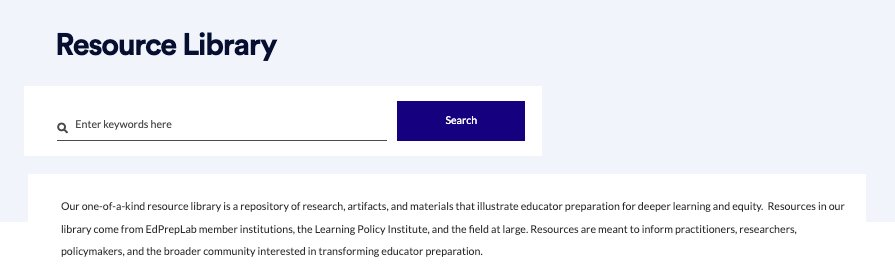 Resource Library
Enter keywords here
Search
Our one-of-a-kind resource library is a repository of research, artifacts, and materials that illustrate educator preparation for deeper learning and equity.  Resources in our
library come from EdPrepLab member institutions, the Learning Policy Institute, and the field at large. Resources are meant to inform practitioners, researchers,
policymakers, and the broader community interested in transforming educator preparation.